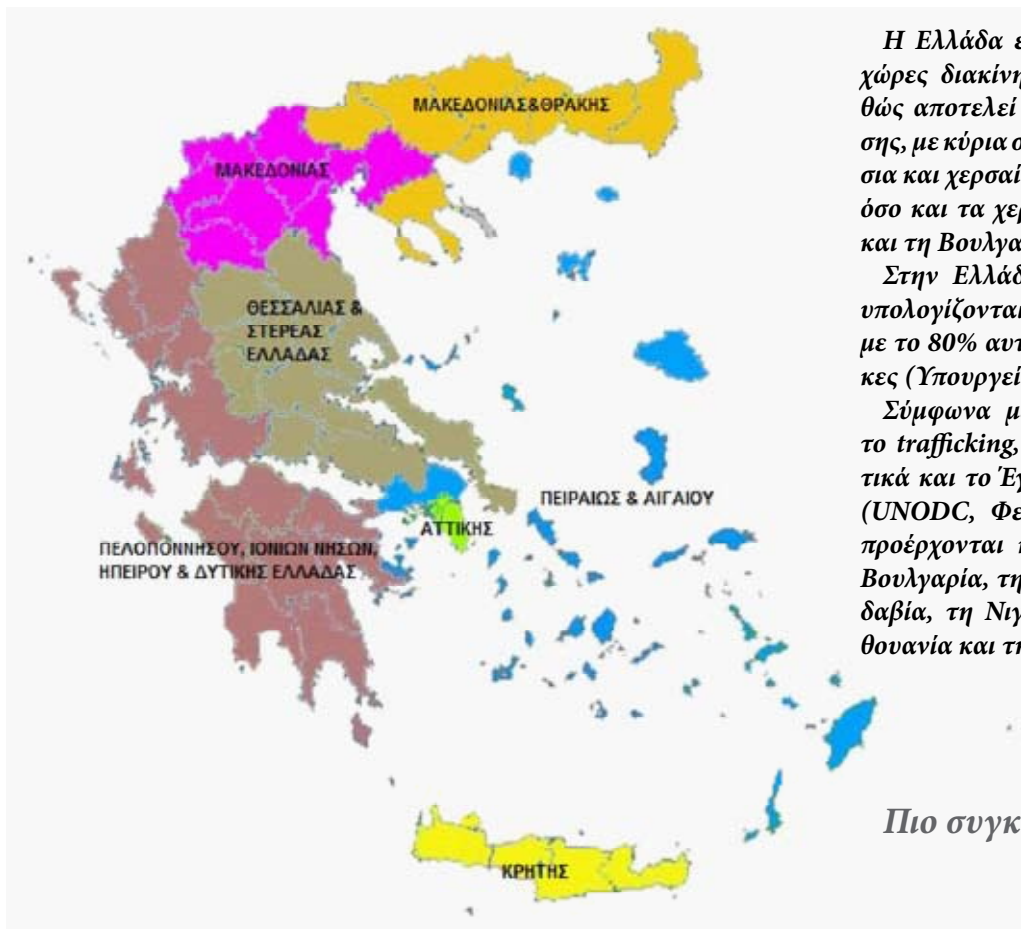 ΜΑΚΕΔΟΝΙΑΣ&ΘΡΑΚΗΣ
ΜΑΚΕΔΟΝΙΑΣ
ΘΕΣΣΑΛΙΑΣ &
ΣΤΕΡΕΑΣ
ΕΛΛΑΔΑΣ
ΠΕΙΡΑΙΩΣ & ΑΙΓΑΙΟΥ
ΑΤΤΙΚΗΣ
ΠΕΛΟΠΟΝΝΗΣΟΥ, ΙΟΝΙΩΝ ΝΗΣΩΝ,
ΗΠΕΙΡΟΥ & ΔΥΤΙΚΗΣ ΕΛΛΑΔΑΣ
ΚΡΗΤΗΣ
Η Ελλάδα ε
χώρες διακίνη
θώς αποτελεί
σης, με κύρια σ
σια και χερσαί
όσο και τα χερ
και τη Βουλγα
Στην Ελλάδ
υπολογίζονται
με το 80% αυτ
κες (Υπουργεί
Σύμφωνα μ
το trafficking,
τικά και το Έγ
(UNODC, Φε
προέρχονται π
Βουλγαρία, τη
δαβία, τη Νιγ
θουανία και τη
Πιο συγκ